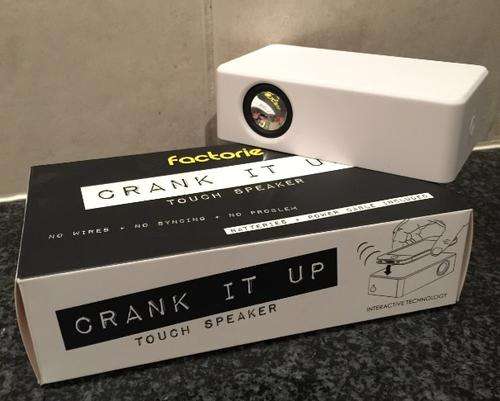 factorie
CRANK IT U
TOUCH SPEAKER
NO WIRES + NO SYNCING + NO PROBLEM
BATTERIES + POWER CABLE INCLUDED
CRANK IT UP
TOUCH SPEAKER
INTERACTIVE TECHNOLOGY